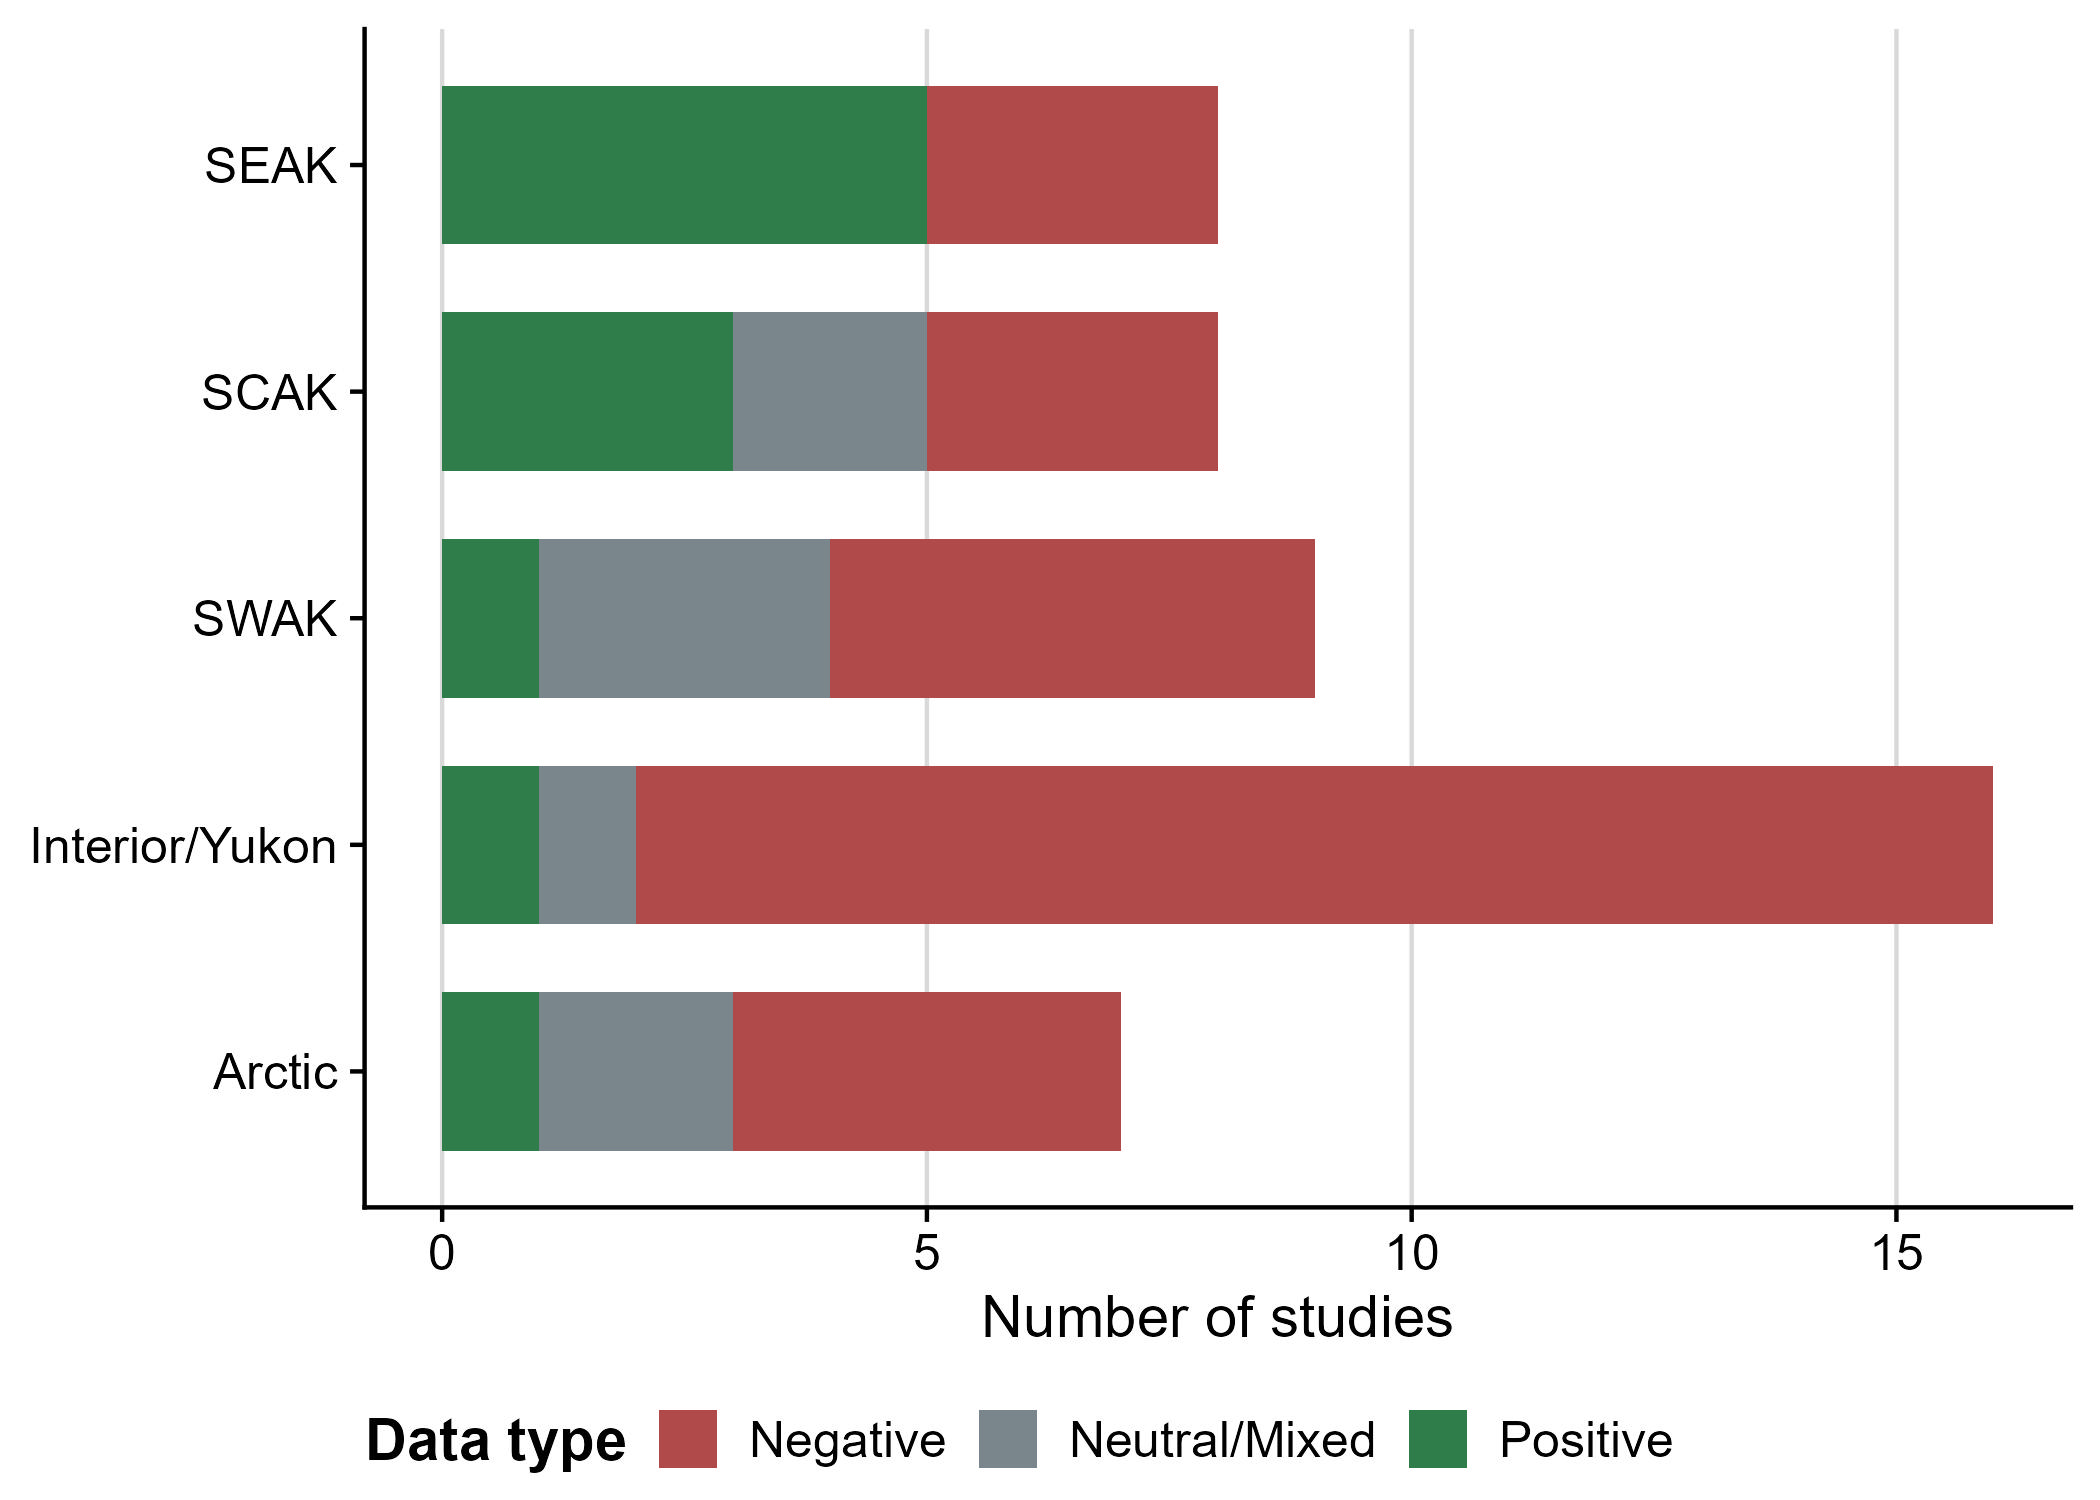 SEAK
SCAK
SWAK
Interior/Yukon
Arctic
0 5 10 15
Number of studies
Data type Negative Neutral/Mixed Positive